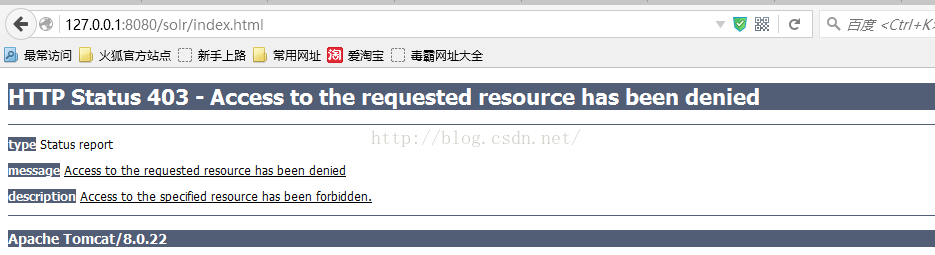 127.0.0.1:8080/solr/index.html
百度 <Ctrl+K
最常访问 火狐官方站点 新手上路 常用网址 淘 爱淘宝 毒霸网址大全
HTTP Status 403 - Access to the requested resource has been denied
http://blog.csdn.net/
type Status report
message Access to the requested resource has been denied
description Access to the specified resource has been forbidden.
Apache Tomcat/8.0.22